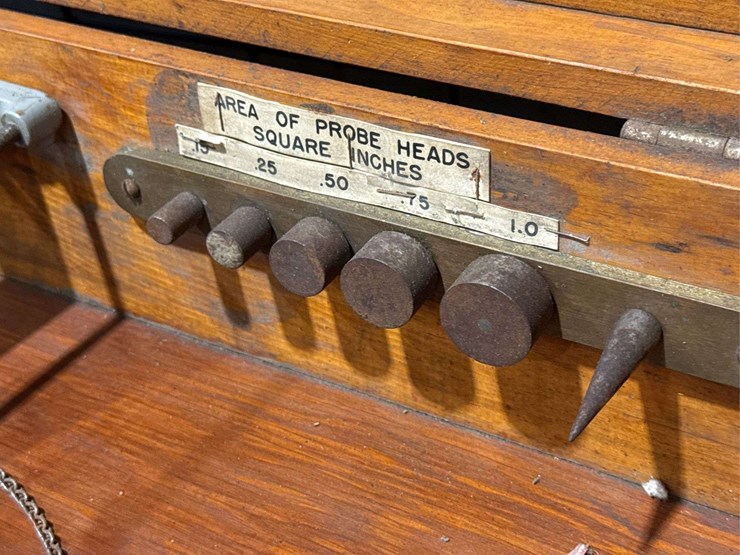 AREA OF PROBE HEADS
SQUARE INCHES
.15 .25 .50 .75 1.0